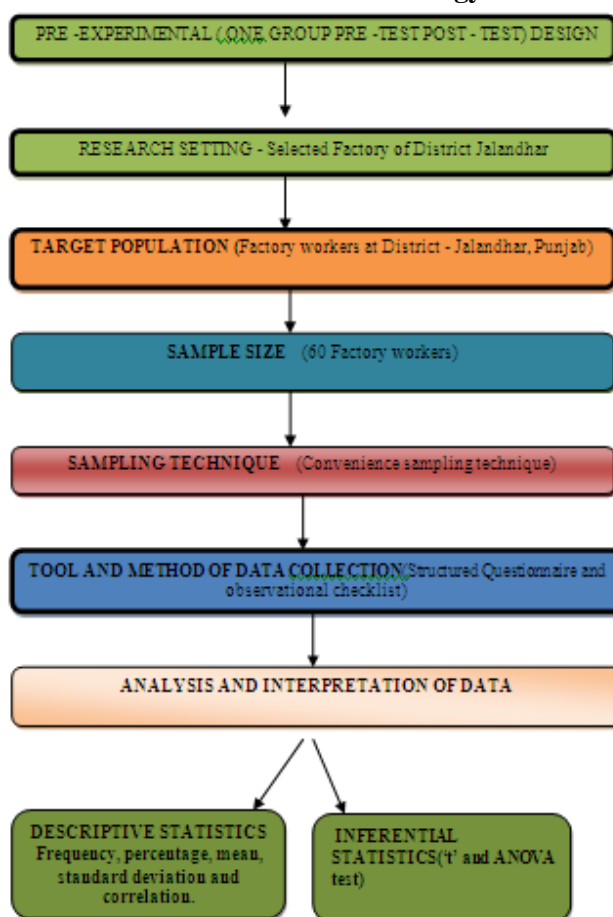 PRE -EXPERIMENTAL ( ONE GROUP PRE -TEST POST - TEST) DESIGN
RESEARCH SETTING - Selected Factory of District Jalandhar
TARGET POPULATION (Factory workers at District - Jalandhar, Punjab)
SAMPLE SIZE (60 Factory workers)
SAMPLING TECHNIQUE (Convenience sampling technique)
TOOL AND METHOD OF DATA COLLECTION(Structured Questionnaire and
observational checklist)
ANALYSIS AND INTERPRETATION OF DATA
DESCRIPTIVE STATISTICS
Frequency, percentage, mean,
standard deviation and
correlation.
INFERENTIAL
STATISTICS(‘t’ and ANOVA
test)